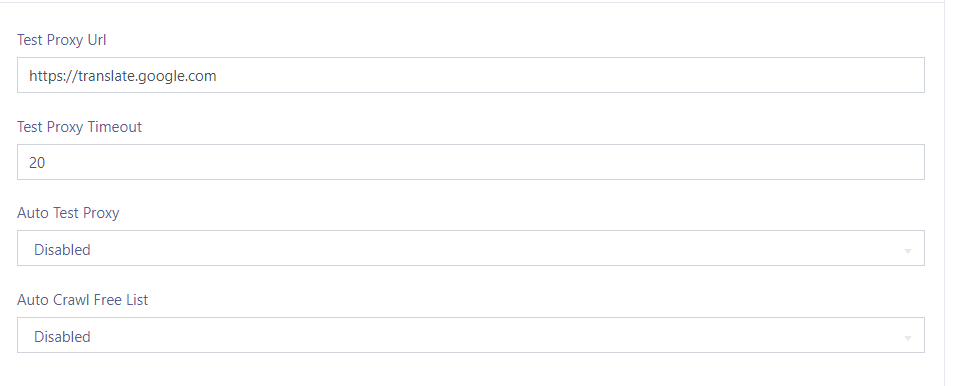 Test Proxy Url
https://translate.google.com
Test Proxy Timeout
20
Auto Test Proxy
Disabled
Auto Crawl Free List
Disabled